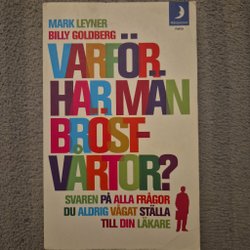 MARK LEYNER
BILLY GOLDBERG
VARFÖR
HAR MAN
BRÖST-
VÅRTOR?
SVAREN PÅ ALLA FRÅGOR
DU ALDRIG VÅGAT STÄLLA
TILL DIN LÄKARE